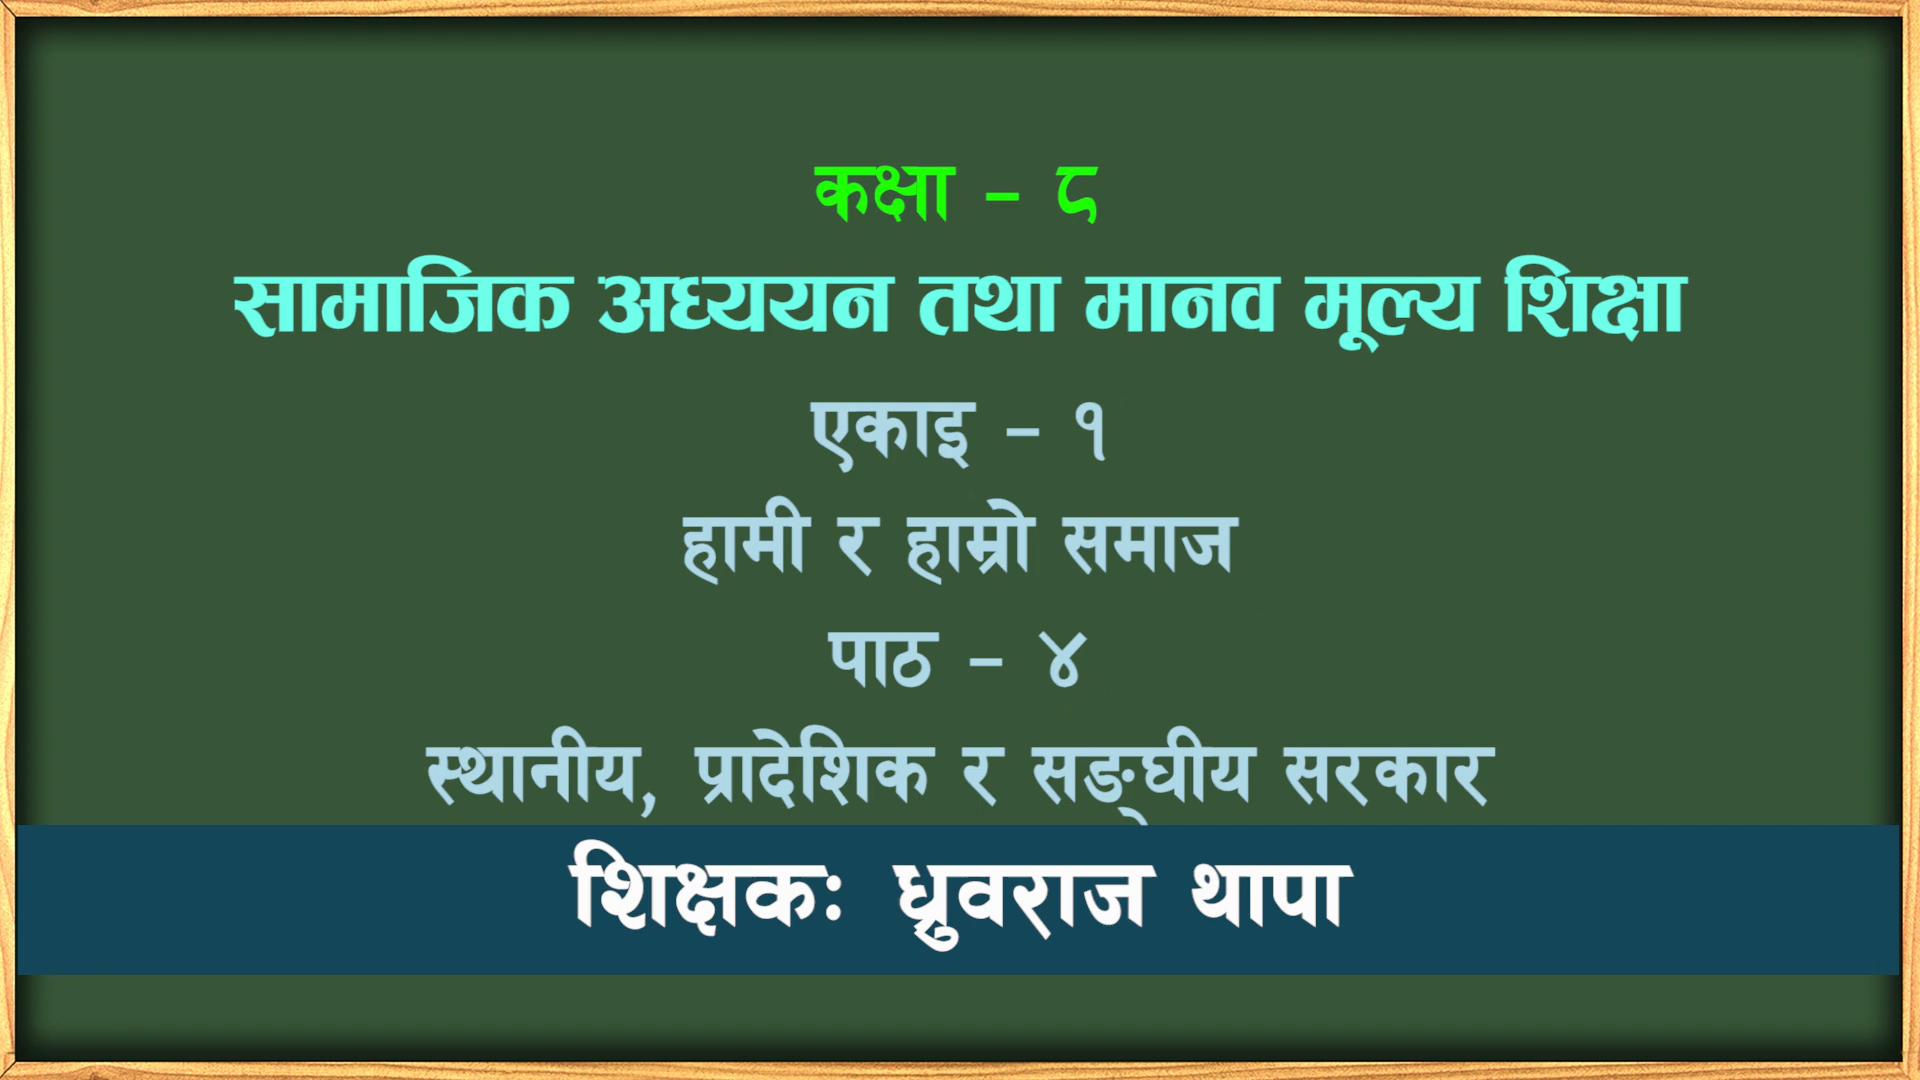 कक्षा – ८
सामाजिक अध्ययन तथा मानव मूल्य शिक्षा
एकाइ – १
हामी र हाम्रो समाज
पाठ – ४
स्थानीय, प्रादेशिक र सङ्घीय सरकार
शिक्षकः ध्रुवराज थापा